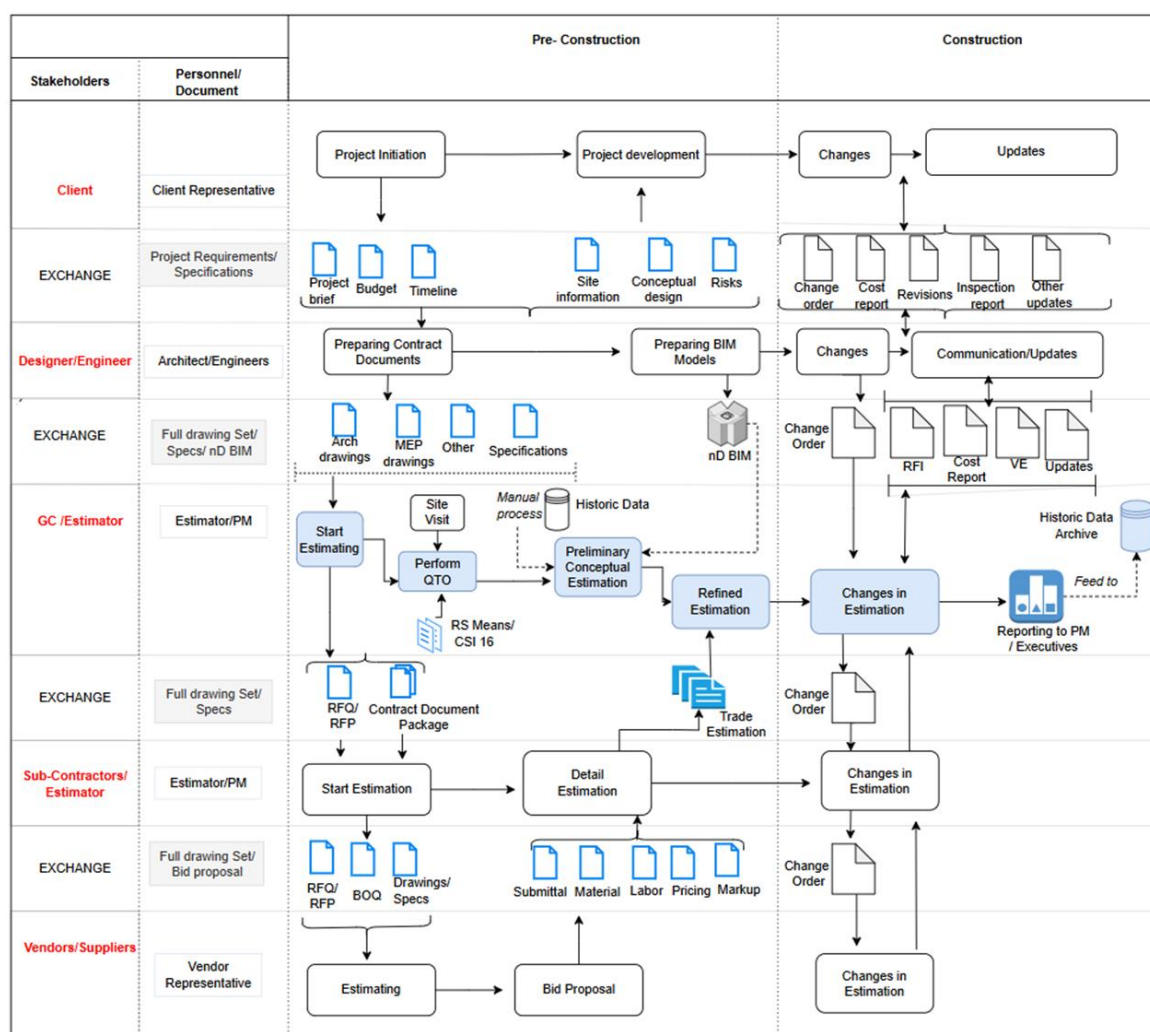 Pre- Construction
Construction
Stakeholders
Personnel/
Document
Project Initiation
Project development
Changes
Updates
Client
Client Representative
EXCHANGE
Project Requirements/
Specifications
Project
brief
Budget
Timeline
Site
information
Conceptual
design
Risks
Change
order
Cost
report
Revisions
Inspection
report
Other
updates
Designer/Engineer
Architect/Engineers
Preparing Contract
Documents
Preparing BIM
Models
Changes
Communication/Updates
EXCHANGE
Full drawing Set/
Specs/ nD BIM
Arch
drawings
MEP
drawings
Other
Specifications
nD BIM
Change
Order
RFI
Cost
Report
VE
Updates
GC /Estimator
Estimator/PM
Start
Estimating
Site
Visit
Perform
QTO
Manual
process
Historic Data
Preliminary
Conceptual
Estimation
Refined
Estimation
RS Means/
CSI 16
Changes in
Estimation
Historic Data
Archive
Feed to
Reporting to PM
/ Executives
EXCHANGE
Full drawing Set/
Specs
RFQ/
RFP
Contract Document
Package
Trade
Estimation
Change
Order
Sub-Contractors/
Estimator
Estimator/PM
Start Estimation
Detail
Estimation
Changes in
Estimation
EXCHANGE
Full drawing Set/
Bid proposal
RFQ/
RFP
BOQ
Drawings/
Specs
Submittal
Material
Labor
Pricing
Markup
Change
Order
Vendors/Suppliers
Vendor
Representative
Estimating
Bid Proposal
Changes in
Estimation